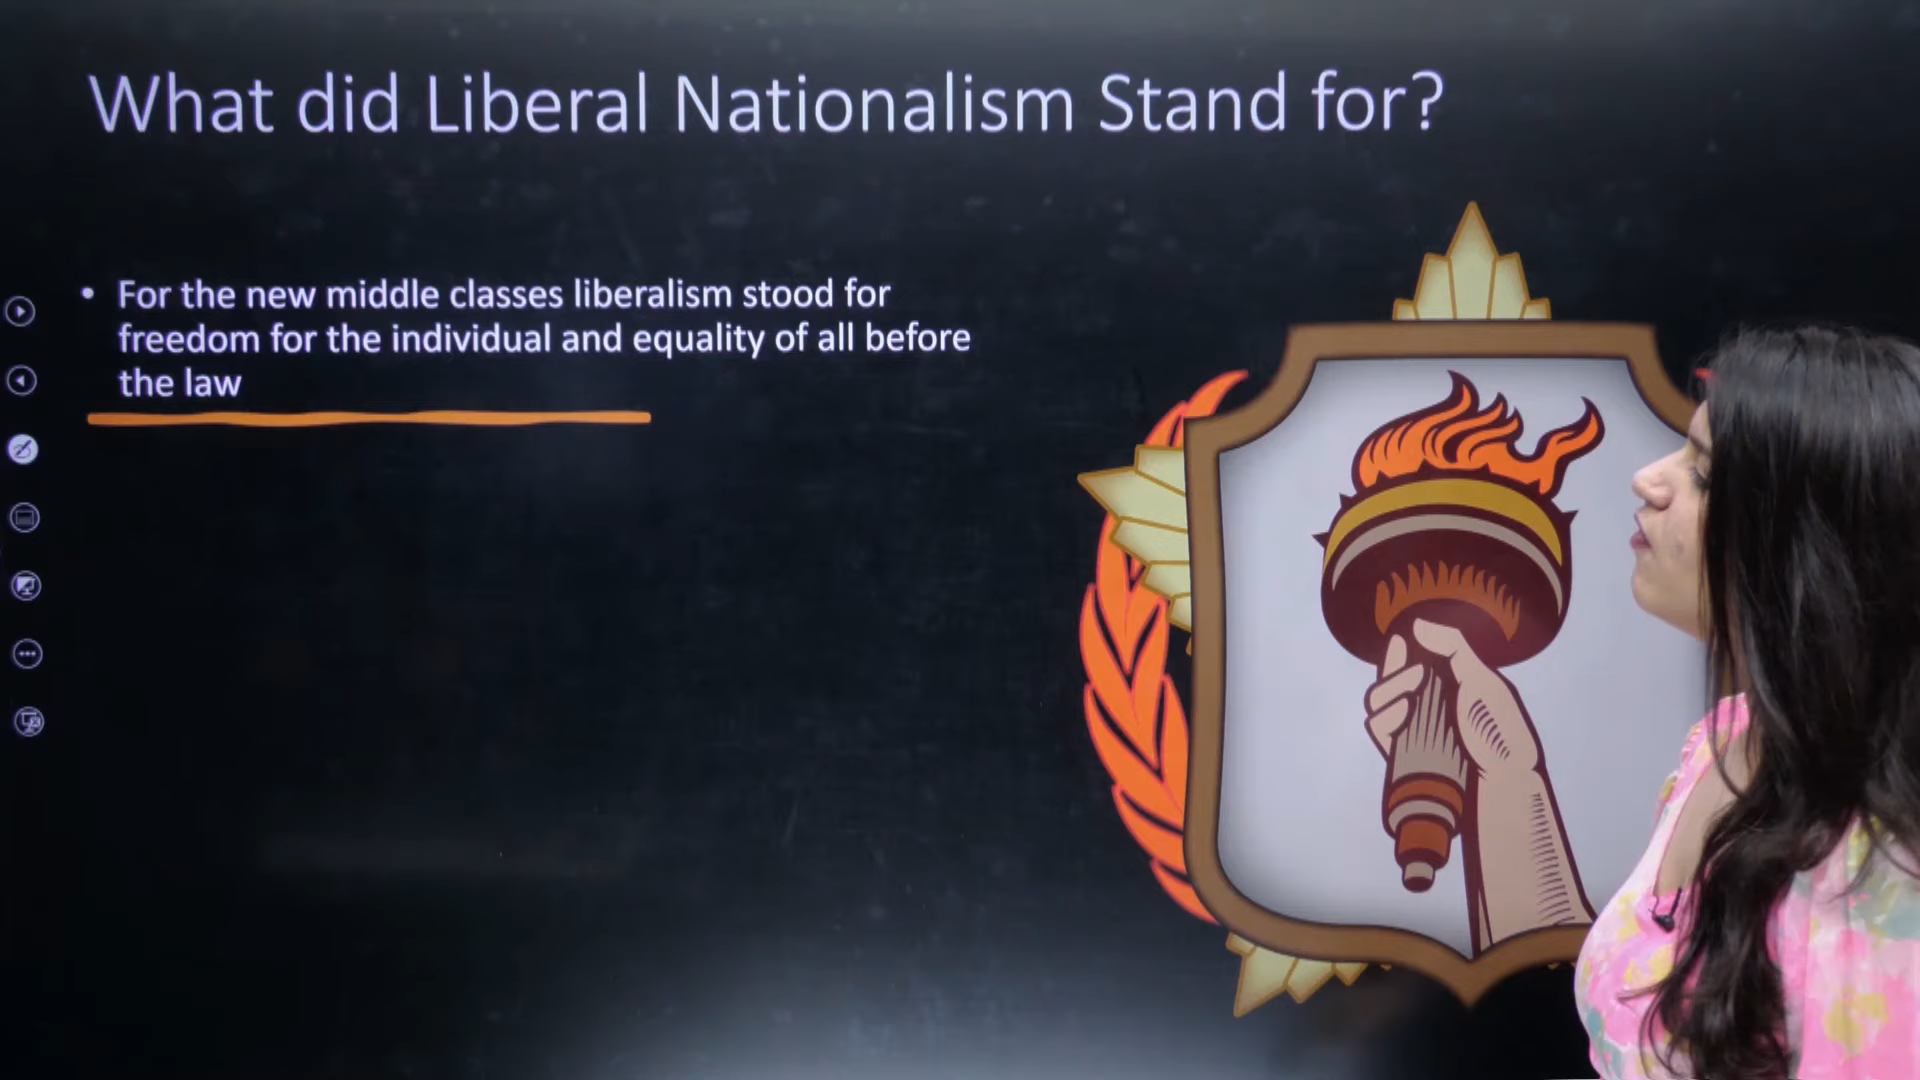 What did Liberal Nationalism Stand for?
• For the new middle classes liberalism stood for
freedom for the individual and equality of all before
the law